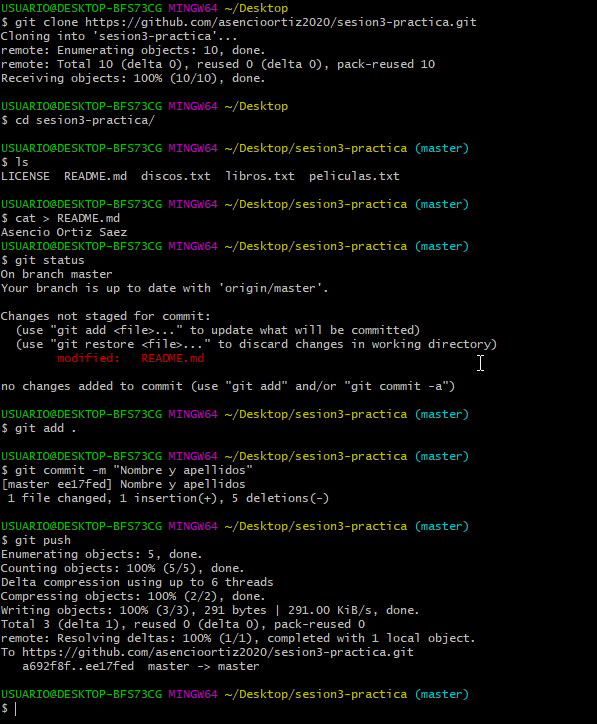 USUARIO@DESKTOP-BFS73CG MINGW64 ~/Desktop
$ git clone https://github.com/asencioortiz2020/sesion3-practica.git
Cloning into 'sesion3-practica'...
remote: Enumerating objects: 10, done.
remote: Total 10 (delta 0), reused 0 (delta 0), pack-reused 10
Receiving objects: 100% (10/10), done.
USUARIO@DESKTOP-BFS73CG MINGW64 ~/Desktop
$ cd sesion3-practica/
USUARIO@DESKTOP-BFS73CG MINGW64 ~/Desktop/sesion3-practica (master)
$ ls
LICENSE  README.md  discos.txt  libros.txt  peliculas.txt
USUARIO@DESKTOP-BFS73CG MINGW64 ~/Desktop/sesion3-practica (master)
$ cat > README.md
Asencio Ortiz Saez
USUARIO@DESKTOP-BFS73CG MINGW64 ~/Desktop/sesion3-practica (master)
$ git status
On branch master
Your branch is up to date with 'origin/master'.
Changes not staged for commit:
  (use "git add <file>..." to update what will be committed)
  (use "git restore <file>..." to discard changes in working directory)
        modified:   README.md
no changes added to commit (use "git add" and/or "git commit -a")
USUARIO@DESKTOP-BFS73CG MINGW64 ~/Desktop/sesion3-practica (master)
$ git add .
USUARIO@DESKTOP-BFS73CG MINGW64 ~/Desktop/sesion3-practica (master)
$ git commit -m "Nombre y apellidos"
[master ee17fed] Nombre y apellidos
 1 file changed, 1 insertion(+), 5 deletions(-)
USUARIO@DESKTOP-BFS73CG MINGW64 ~/Desktop/sesion3-practica (master)
$ git push
Enumerating objects: 5, done.
Counting objects: 100% (5/5), done.
Delta compression using up to 6 threads
Compressing objects: 100% (2/2), done.
Writing objects: 100% (3/3), 291 bytes | 291.00 KiB/s, done.
Total 3 (delta 1), reused 0 (delta 0), pack-reused 0
remote: Resolving deltas: 100% (1/1), completed with 1 local object.
To https://github.com/asencioortiz2020/sesion3-practica.git
   a692f8f..ee17fed  master -> master
USUARIO@DESKTOP-BFS73CG MINGW64 ~/Desktop/sesion3-practica (master)
$